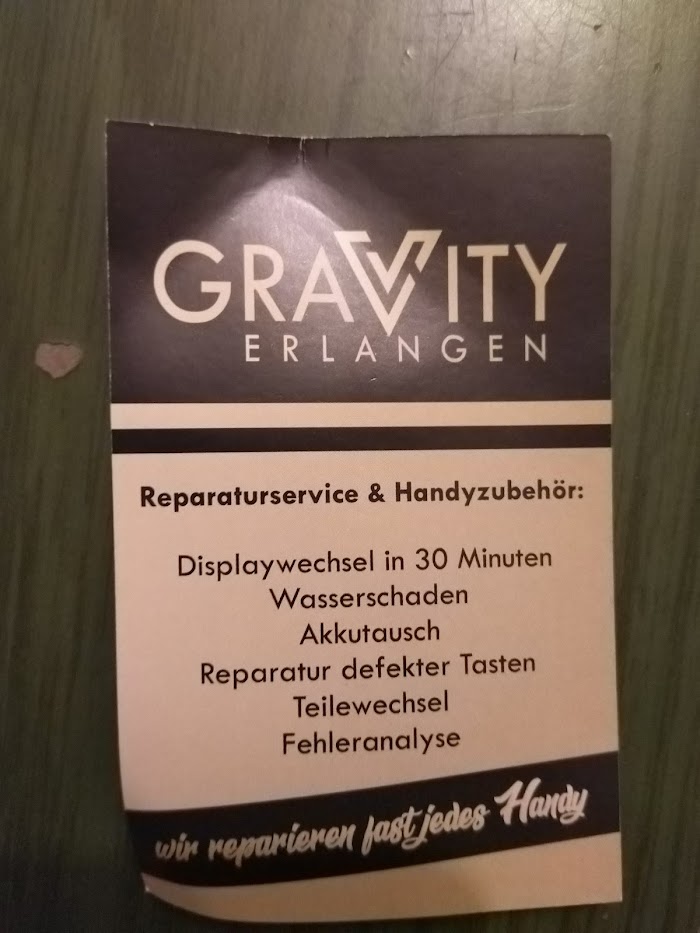 GRAVITY
ERLANGEN
Reparaturservice & Handyzubehör:
Displaywechsel in 30 Minuten
Wasserschaden
Akkutausch
Reparatur defekter Tasten
Teilewechsel
Fehleranalyse
wir reparieren fast jedes Handy